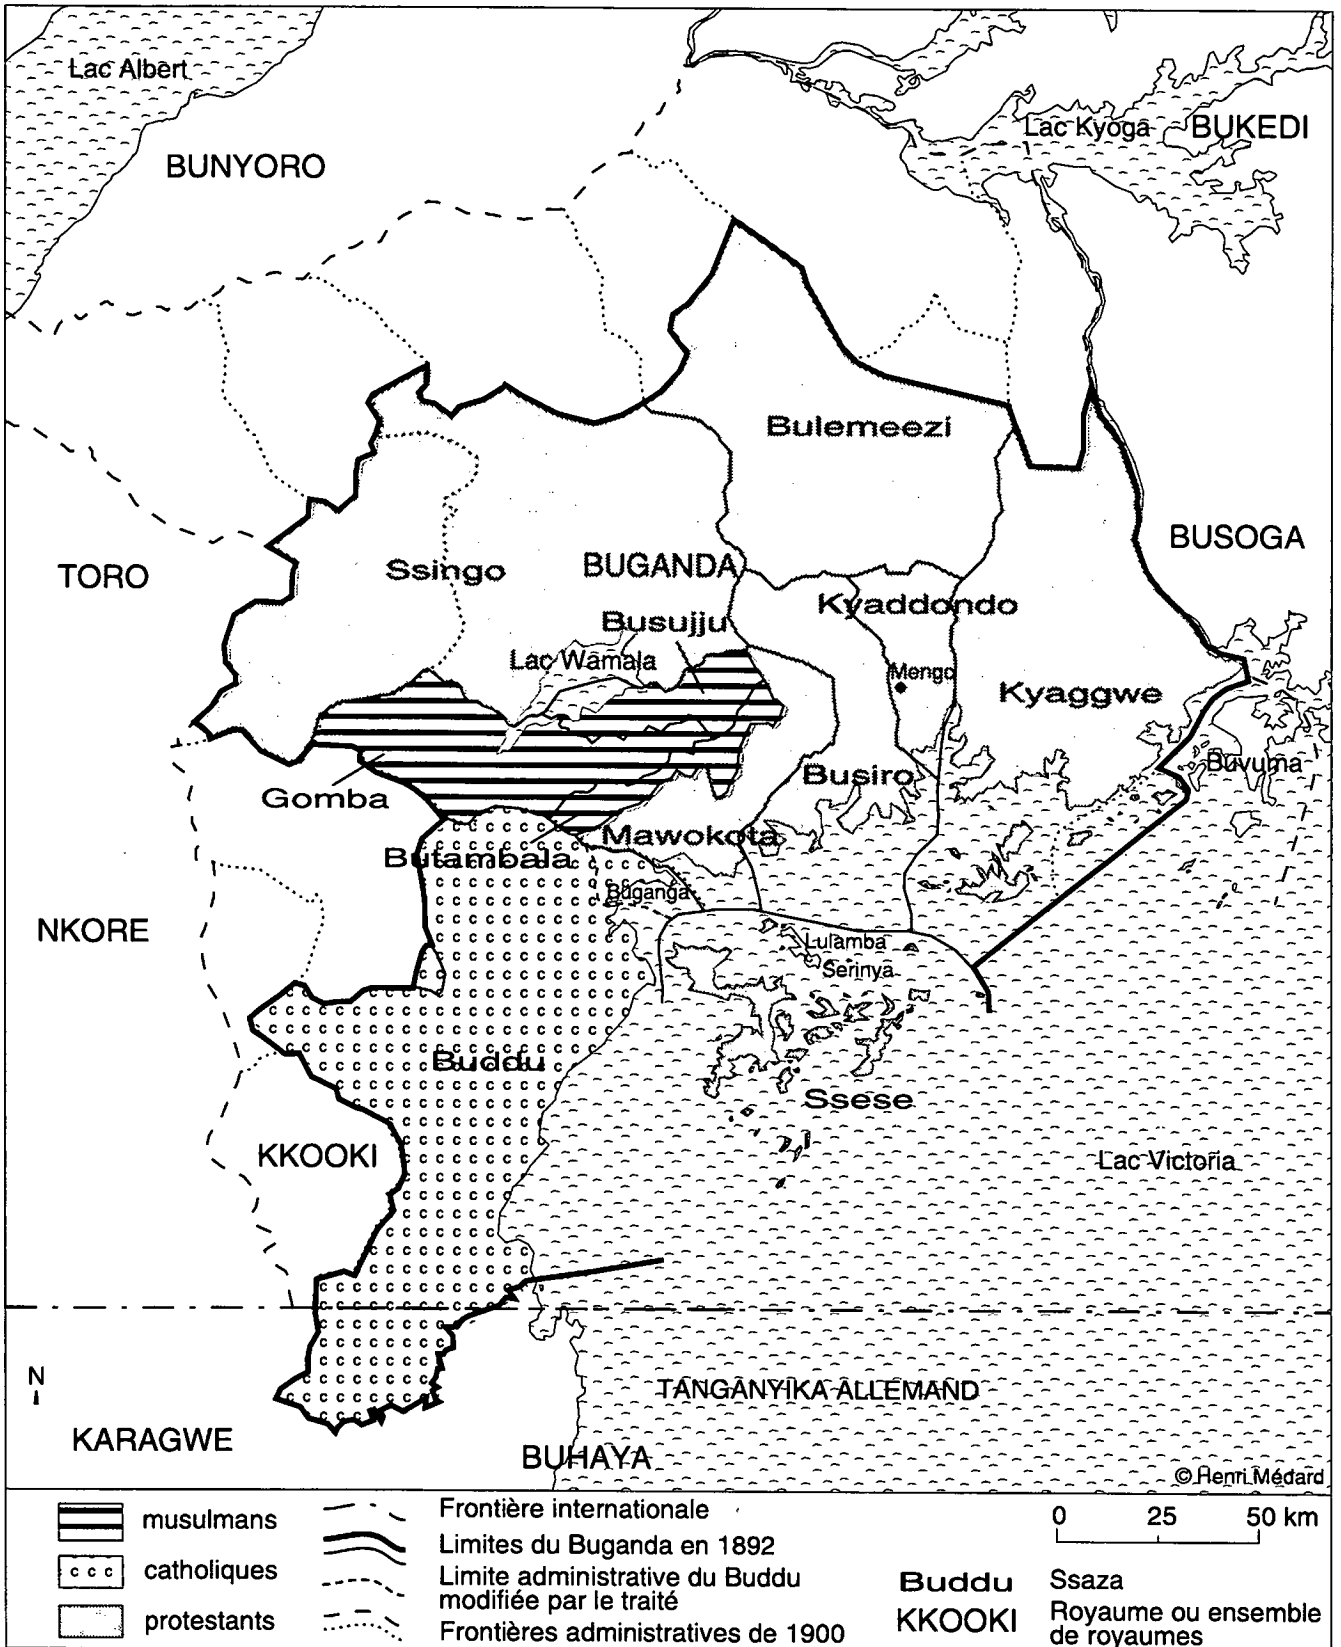 Lac Albert
Lac Kyoga
BUKEDI
BUNYORO
Bulemeezi
BUSOGA
TORO
Ssingo
BUGANDA
Kyaddondo
Busujju
Lac Wamala
Mengo
Kyaggwe
Buvuma
Busiro
Gomba
Mawokota
Butambala
Buganga
NKORE
Lulamba
Serinya
Buddu
Ssese
KKOOKI
Lac Victoria
N
TANGANYIKA ALLEMAND
KARAGWE
BUHAYA
© Henri Médard
musulmans
c c c catholiques
protestants
Frontière internationale
Limites du Buganda en 1892
Limite administrative du Buddu
modifiée par le traité
Frontières administratives de 1900
0 25 50 km
Buddu Ssaza
KKOOKI Royaume ou ensemble
de royaumes